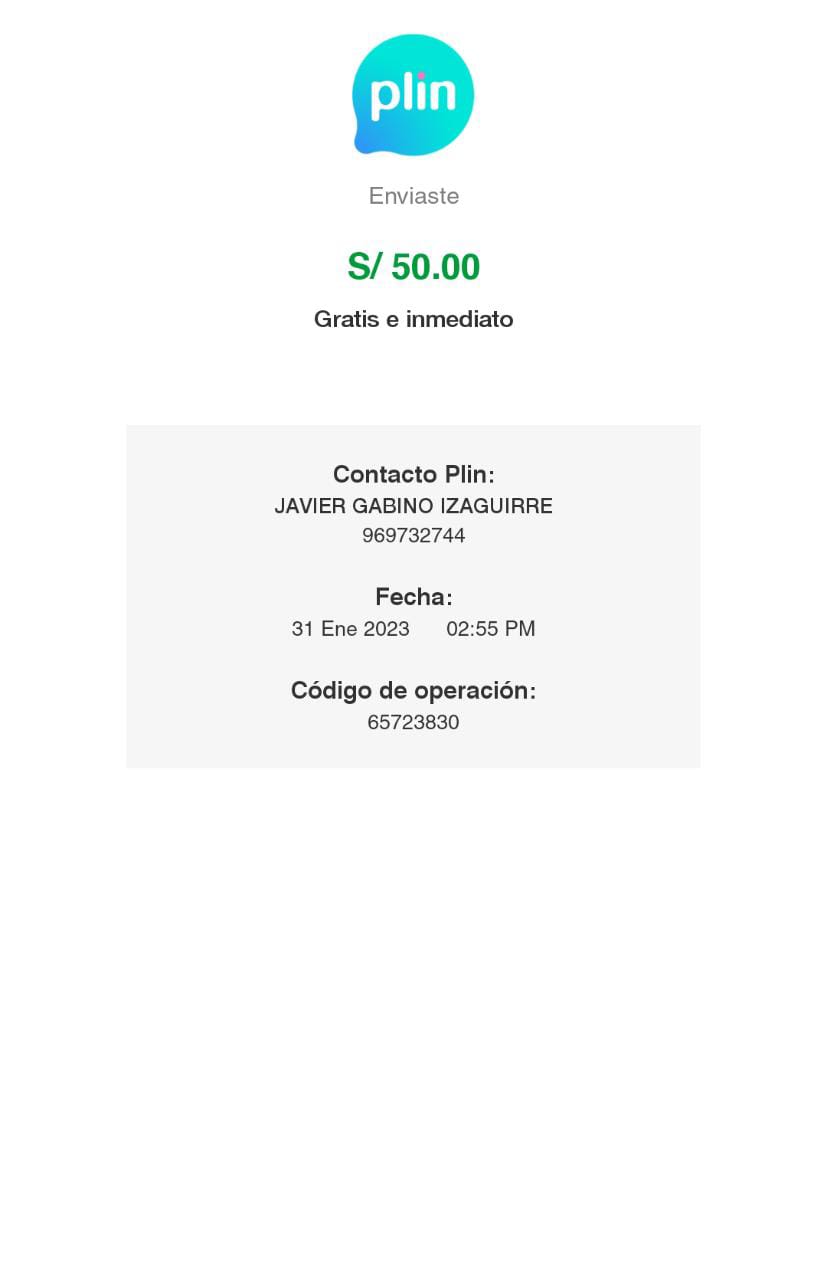 plin
Enviaste
S/ 50.00
Gratis e inmediato
Contacto Plin:
JAVIER GABINO IZAGUIRRE
969732744
Fecha:
31 Ene 2023 02:55 PM
Código de operación:
65723830